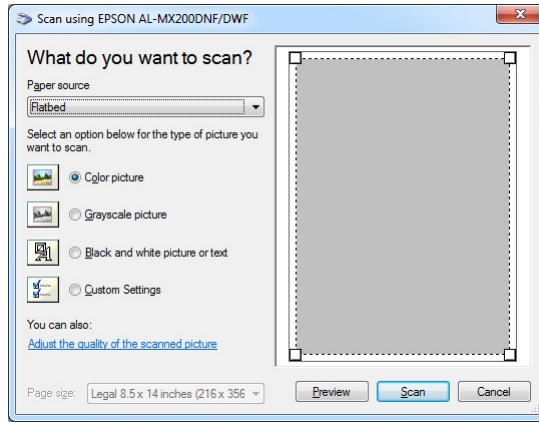 Scan using EPSON AL-MX200DNF/DWF
What do you want to scan?
Paper source
Flatbed
Select an option below for the type of picture you
want to scan.
Color picture
Grayscale picture
Black and white picture or text
Custom Settings
You can also:
Adjust the quality of the scanned picture
Page size:
Legal 8.5 x 14 inches (216 x 356
Preview
Scan
Cancel